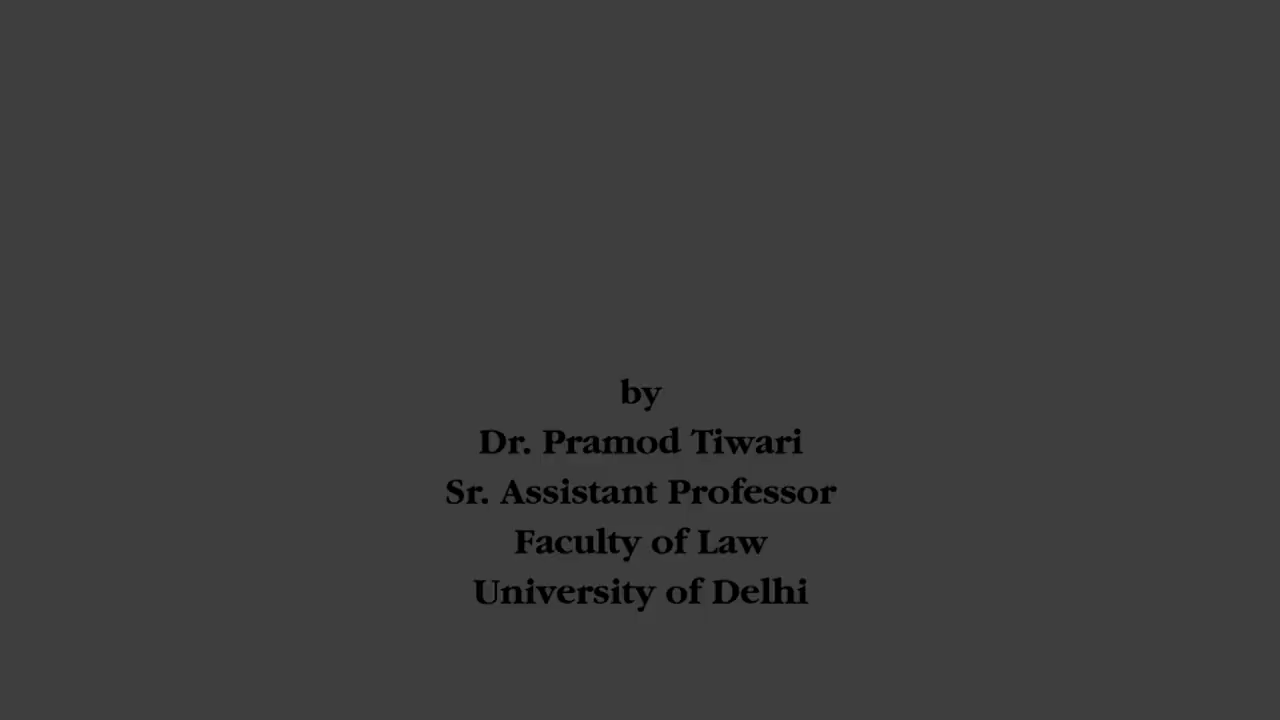 by
Dr. Pramod Tiwari
Sr. Assistant Professor
Faculty of Law
University of Delhi